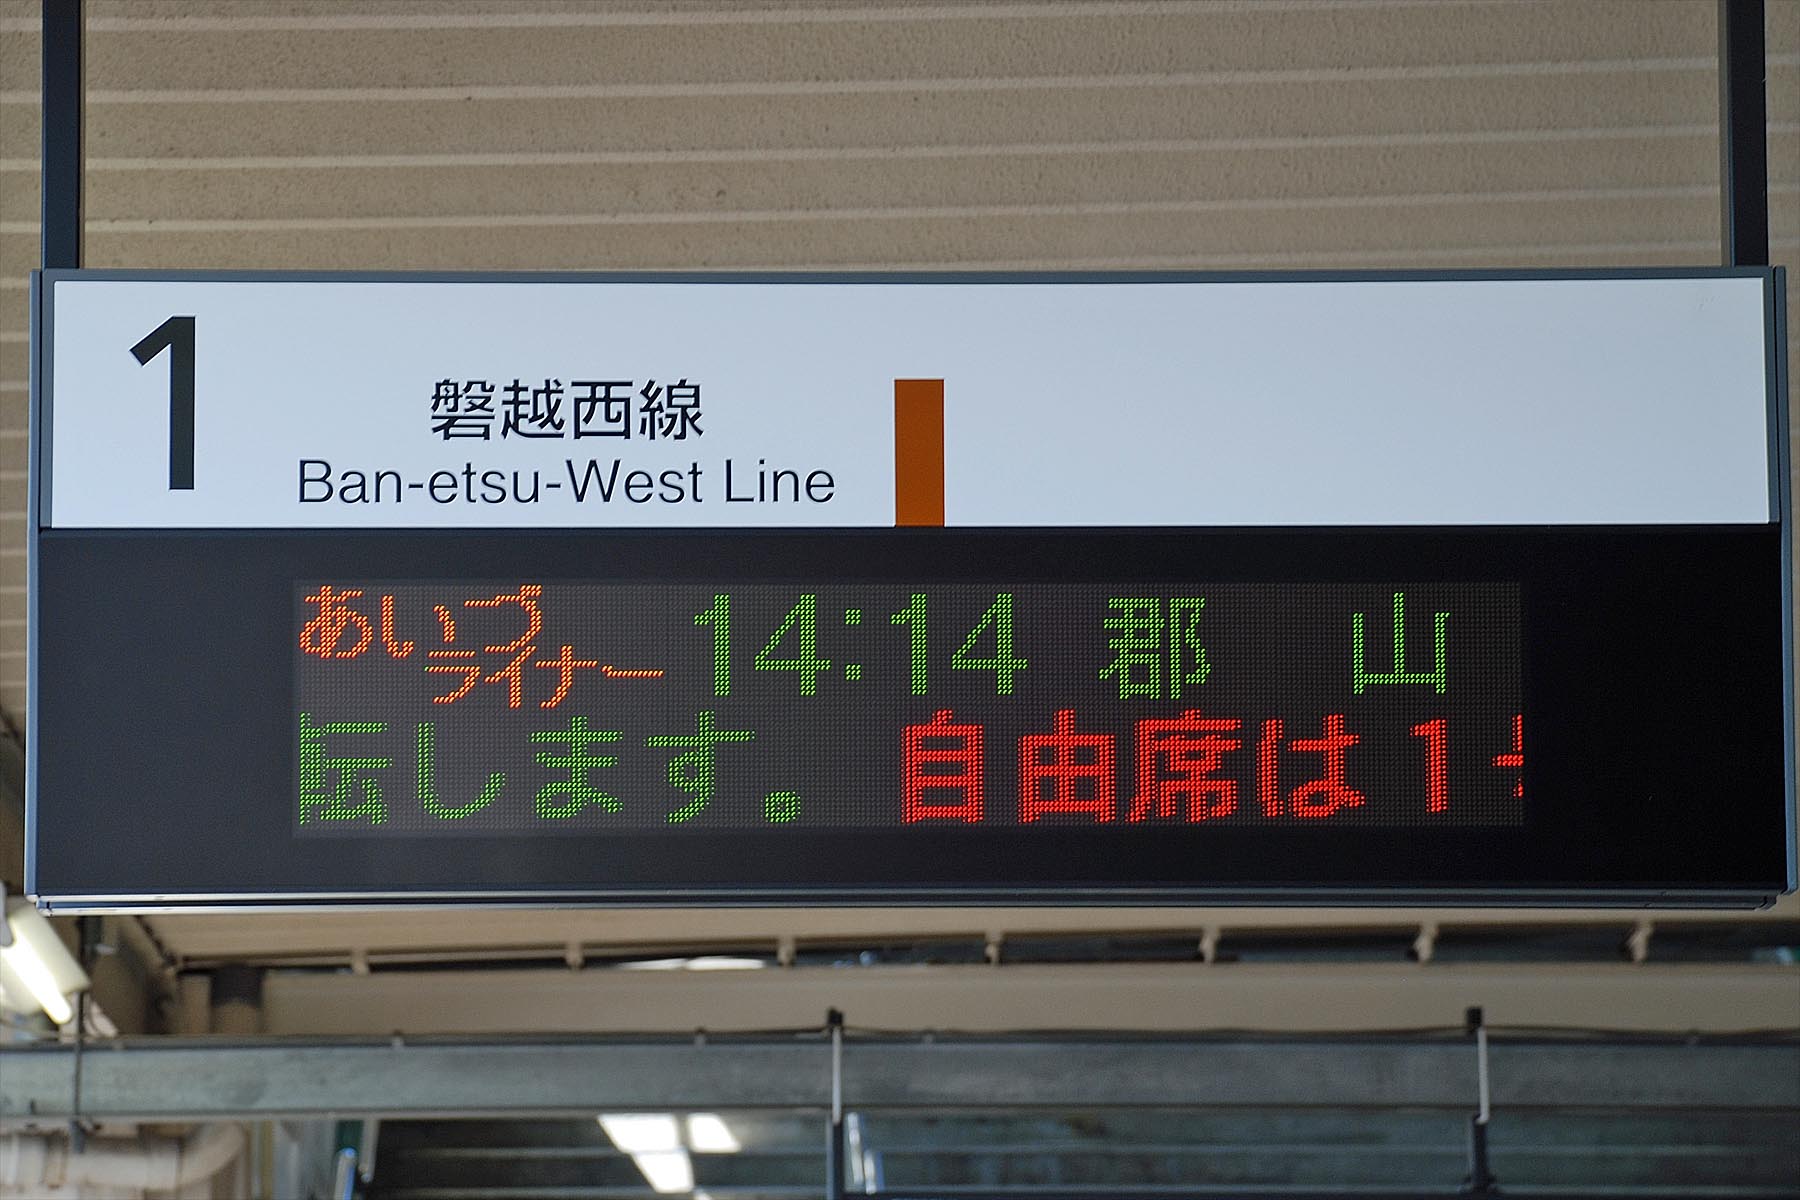 1
磐越西線
Ban-etsu-West Line
あいづライナー 14:14 郡 山
転します。 自由席は1